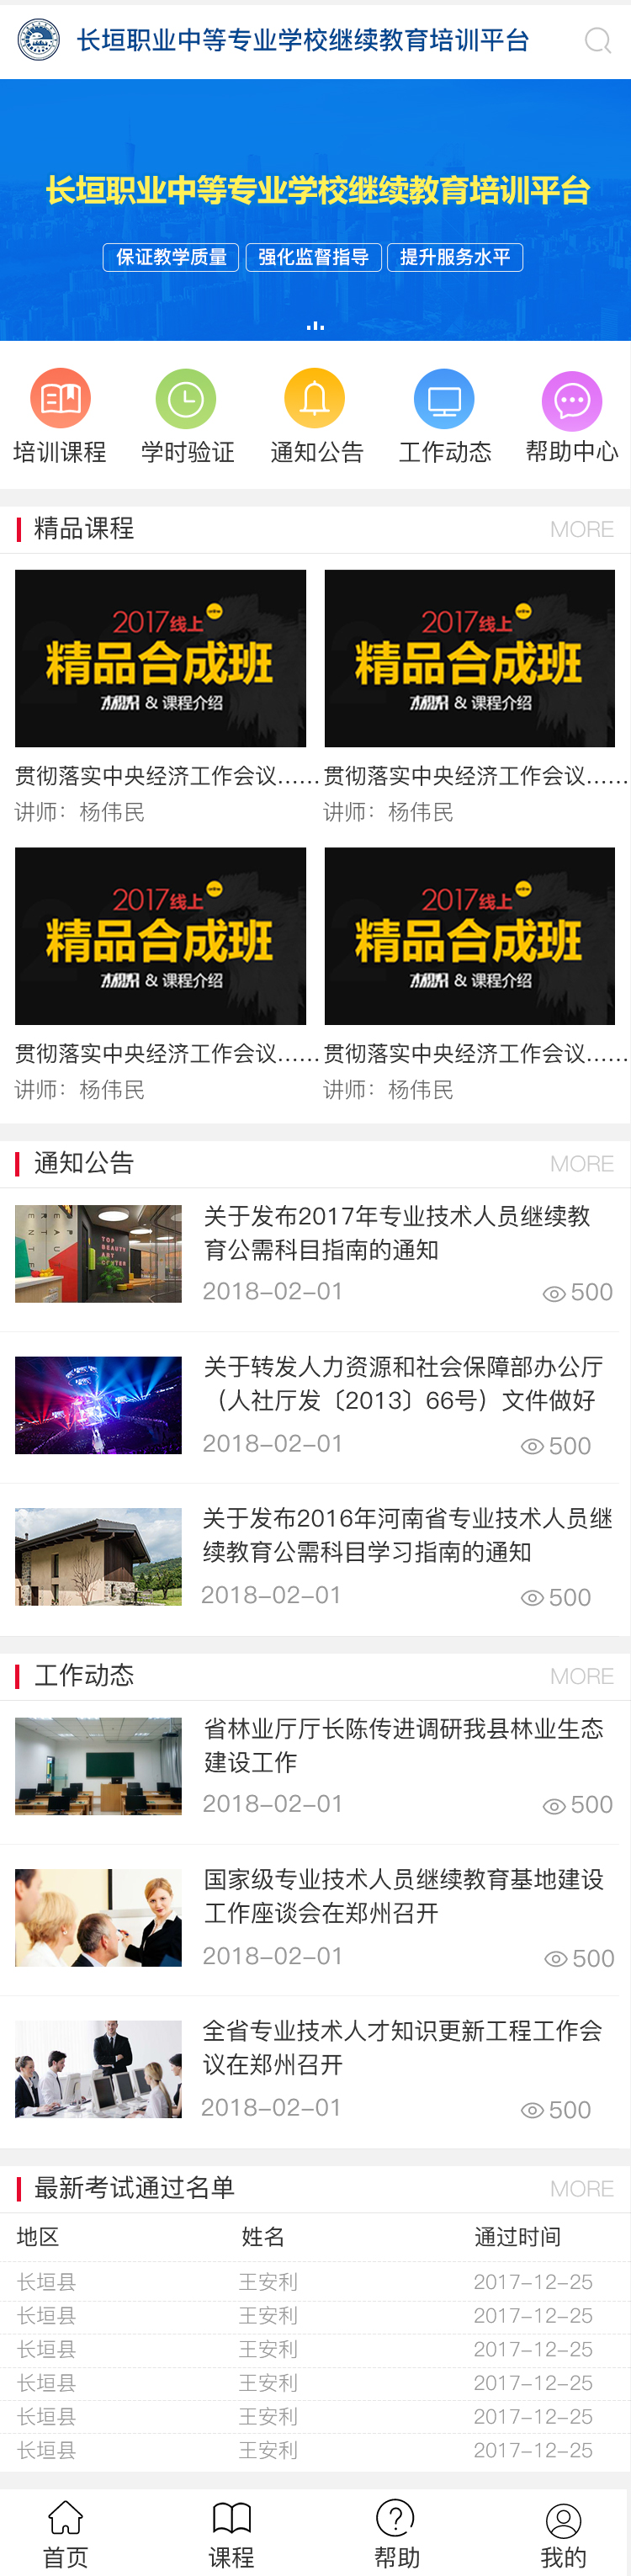 长垣职业中等专业学校继续教育培训平台
长垣职业中等专业学校继续教育培训平台
保证教学质量 强化监督指导 提升服务水平
培训课程 学时验证 通知公告 工作动态 帮助中心
精品课程 MORE
2017线上 2017线上
精品合成班 精品合成班
& 课程介绍 & 课程介绍
贯彻落实中央经济工作会议...... 贯彻落实中央经济工作会议......
讲师：杨伟民 讲师：杨伟民
2017线上 2017线上
精品合成班 精品合成班
& 课程介绍 & 课程介绍
贯彻落实中央经济工作会议...... 贯彻落实中央经济工作会议......
讲师：杨伟民 讲师：杨伟民
通知公告 MORE
TOP
BEAUTY
ART
CENTER
关于发布2017年专业技术人员继续教
育公需科目指南的通知
2018-02-01 500
关于转发人力资源和社会保障部办公厅
（人社厅发〔2013〕66号）文件做好
2018-02-01 500
关于发布2016年河南省专业技术人员继
续教育公需科目学习指南的通知
2018-02-01 500
工作动态 MORE
省林业厅厅长陈传进调研我县林业生态
建设工作
2018-02-01 500
国家级专业技术人员继续教育基地建设
工作座谈会在郑州召开
2018-02-01 500
全省专业技术人才知识更新工程工作会
议在郑州召开
2018-02-01 500
最新考试通过名单 MORE
地区 姓名 通过时间
长垣县 王安利 2017-12-25
长垣县 王安利 2017-12-25
长垣县 王安利 2017-12-25
长垣县 王安利 2017-12-25
长垣县 王安利 2017-12-25
长垣县 王安利 2017-12-25
首页 课程 帮助 我的